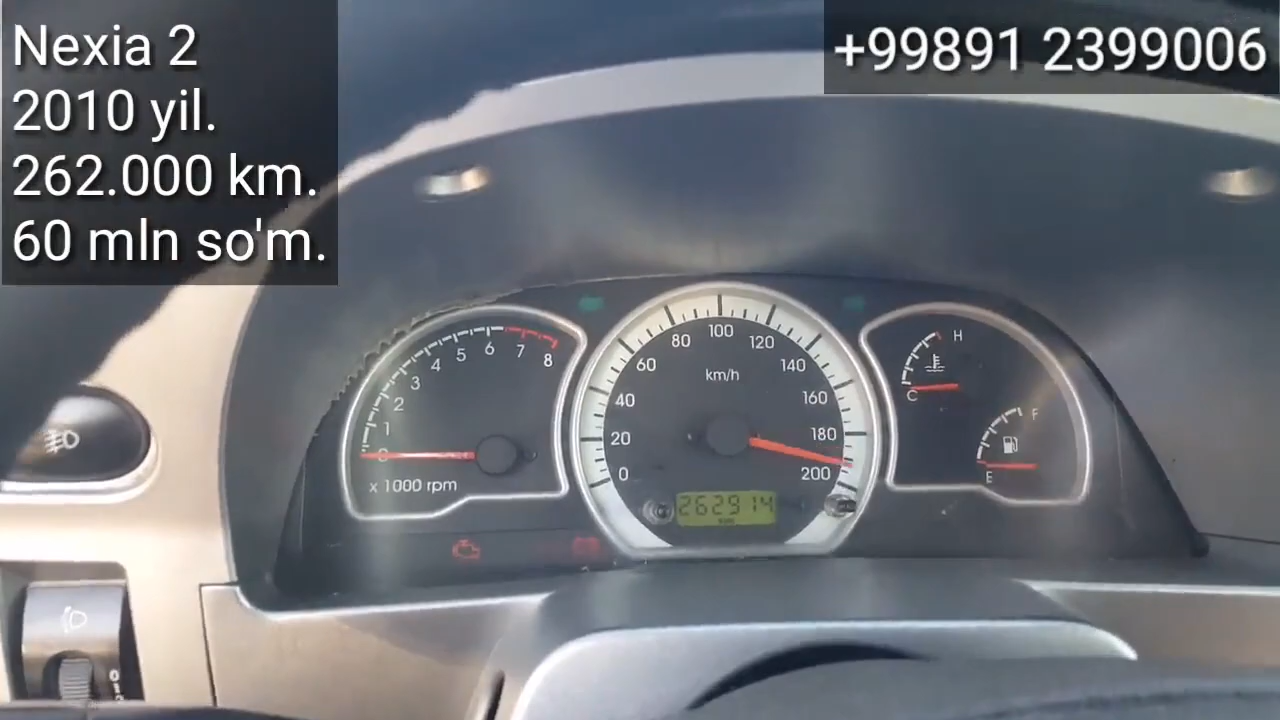 Nexia 2
2010 yil.
262.000 km.
60 mln so'm.
+99891 2399006
0
1
2
3
4
5
6
7
8
x 1000 rpm
0
20
40
60
80
100
120
140
160
180
200
km/h
262914
H
C
F
E
0